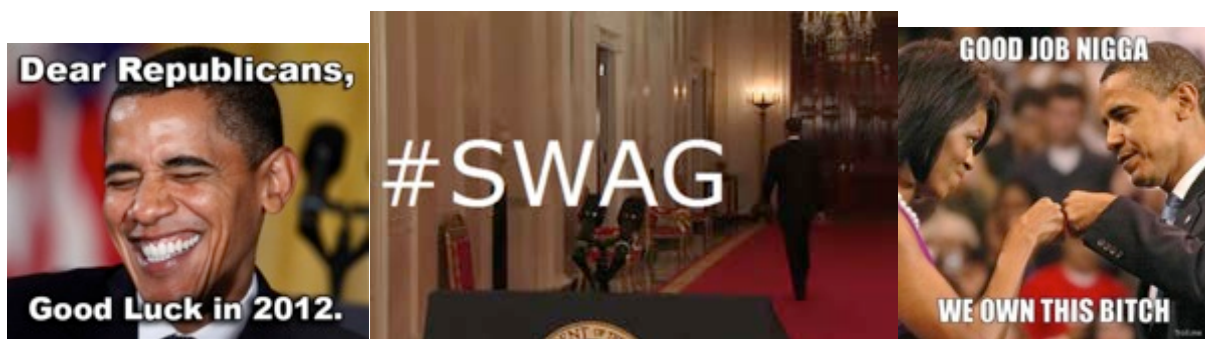 Dear Republicans,
Good Luck in 2012.
#SWAG
GOOD JOB NIGGA
WE OWN THIS BITCH